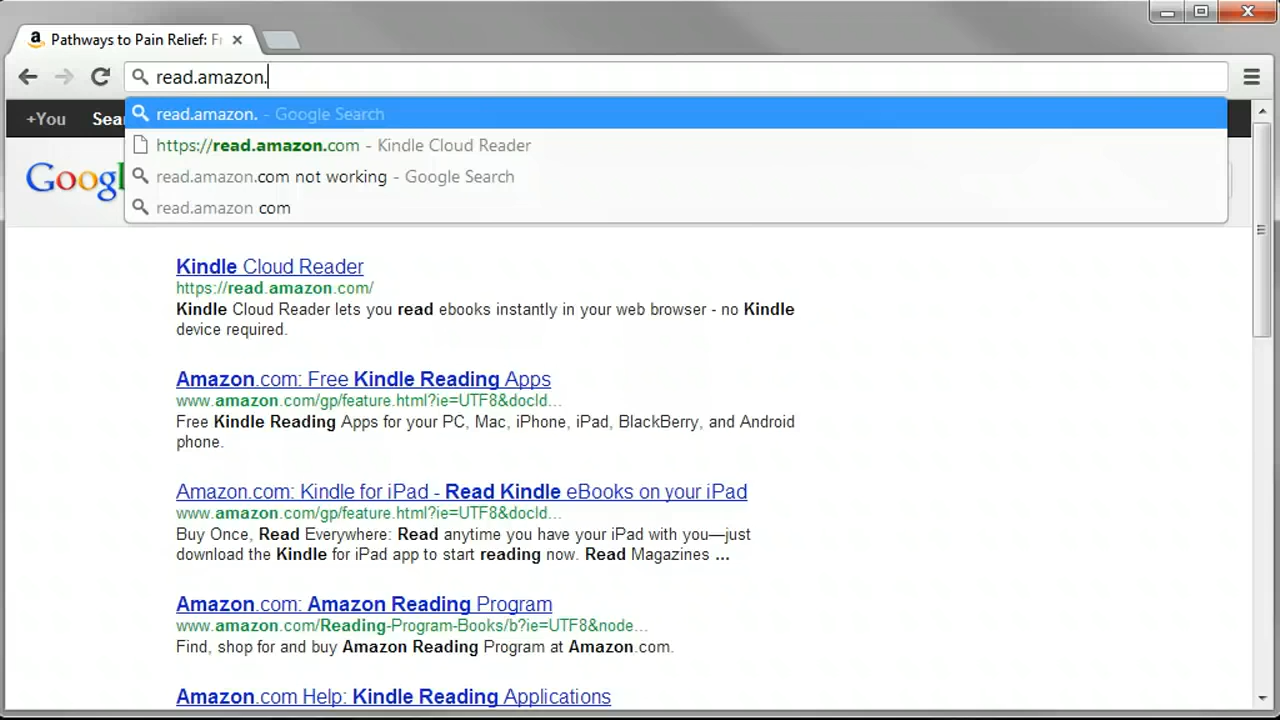 Pathways to Pain Relief: F
read.amazon.
+You Sea
read.amazon. - Google Search
https://read.amazon.com - Kindle Cloud Reader
read.amazon.com not working - Google Search
read.amazon com
Googl
Kindle Cloud Reader
https://read.amazon.com/
Kindle Cloud Reader lets you read ebooks instantly in your web browser - no Kindle
device required.
Amazon.com: Free Kindle Reading Apps
www.amazon.com/gp/feature.html?ie=UTF8&docId...
Free Kindle Reading Apps for your PC, Mac, iPhone, iPad, BlackBerry, and Android
phone.
Amazon.com: Kindle for iPad - Read Kindle eBooks on your iPad
www.amazon.com/gp/feature.html?ie=UTF8&docId...
Buy Once, Read Everywhere: Read anytime you have your iPad with you—just
download the Kindle for iPad app to start reading now. Read Magazines ...
Amazon.com: Amazon Reading Program
www.amazon.com/Reading-Program-Books/b?ie=UTF8&node...
Find, shop for and buy Amazon Reading Program at Amazon.com.
Amazon.com Help: Kindle Reading Applications